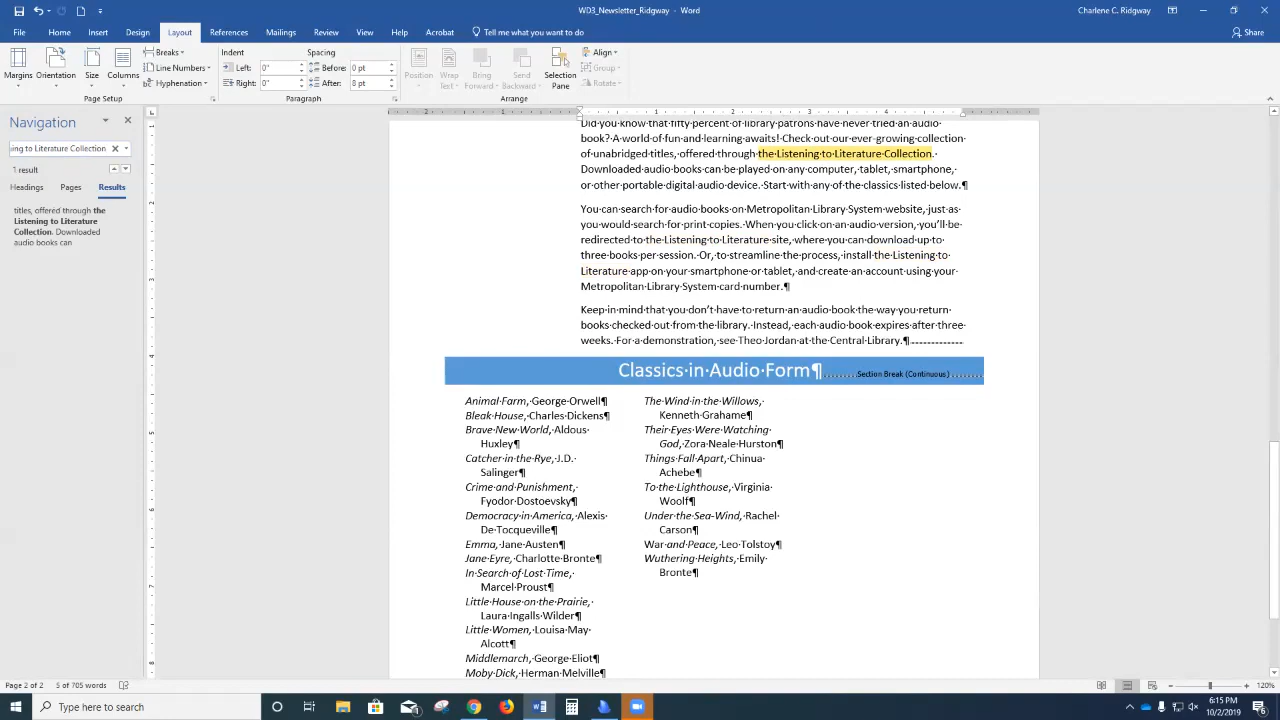 WD3_Newsletter_Ridgway - Word
Charlene C. Ridgway
File Home Insert Design Layout References Mailings Review View Help Acrobat Tell me what you want to do Share
Margins Orientation Size Columns
Breaks
Line Numbers
Hyphenation
Page Setup
Indent Spacing
Left: 0" Before: 0 pt
Right: 0" After: 8 pt
Paragraph
Position Wrap Text Bring Forward Send Backward Selection Pane
Align
Group
Rotate
Arrange
Navigation
ng to Literature Collection
1 result
Headings Pages Results
titles, offered through the
Listening to Literature
Collection. Downloaded
audio books can
2 1 1 2 3 4
Did·you·know·that·fifty·percent·of·library·patrons·have·never·tried·an·audio·
book?·A·world·of·fun·and·learning·awaits!·Check·out·our·ever-growing·collection·
of·unabridged·titles,·offered·through·the·Listening·to·Literature·Collection.·
Downloaded·audio·books·can·be·played·on·any·computer,·tablet,·smartphone,·
or·other·portable·digital·audio·device.·Start·with·any·of·the·classics·listed·below.¶
You·can·search·for·audio·books·on·Metropolitan·Library·System·website,·just·as·
you·would·search·for·print·copies.·When·you·click·on·an·audio·version,·you'll·be·
redirected·to·the·Listening·to·Literature·site,·where·you·can·download·up·to·
three·books·per·session.·Or,·to·streamline·the·process,·install·the·Listening·to·
Literature·app·on·your·smartphone·or·tablet,·and·create·an·account·using·your·
Metropolitan·Library·System·card·number.¶
Keep·in·mind·that·you·don't·have·to·return·an·audio·book·the·way·you·return·
books·checked·out·from·the·library.·Instead,·each·audio·book·expires·after·three·
weeks.·For·a·demonstration,·see·Theo·Jordan·at·the·Central·Library.¶
Classics·in·Audio·Form¶ Section Break (Continuous)
Animal·Farm,·George·Orwell¶
Bleak·House,·Charles·Dickens¶
Brave·New·World,·Aldous·
Huxley¶
Catcher·in·the·Rye,·J.D.·
Salinger¶
Crime·and·Punishment,·
Fyodor·Dostoevsky¶
Democracy·in·America,·Alexis·
De·Tocqueville¶
Emma,·Jane·Austen¶
Jane·Eyre,·Charlotte·Bronte¶
In·Search·of·Lost·Time,·
Marcel·Proust¶
Little·House·on·the·Prairie,·
Laura·Ingalls·Wilder¶
Little·Women,·Louisa·May·
Alcott¶
Middlemarch,·George·Eliot¶
Moby·Dick,·Herman·Melville¶
The·Wind·in·the·Willows,·
Kenneth·Grahame¶
Their·Eyes·Were·Watching·
God,·Zora·Neale·Hurston¶
Things·Fall·Apart,·Chinua·
Achebe¶
To·the·Lighthouse,·Virginia·
Woolf¶
Under·the·Sea-Wind,·Rachel·
Carson¶
War·and·Peace,·Leo·Tolstoy¶
Wuthering·Heights,·Emily·
Bronte¶
Page 2 of 2 5 of 705 words
120%
Type here to search
6:15 PM
10/2/2019